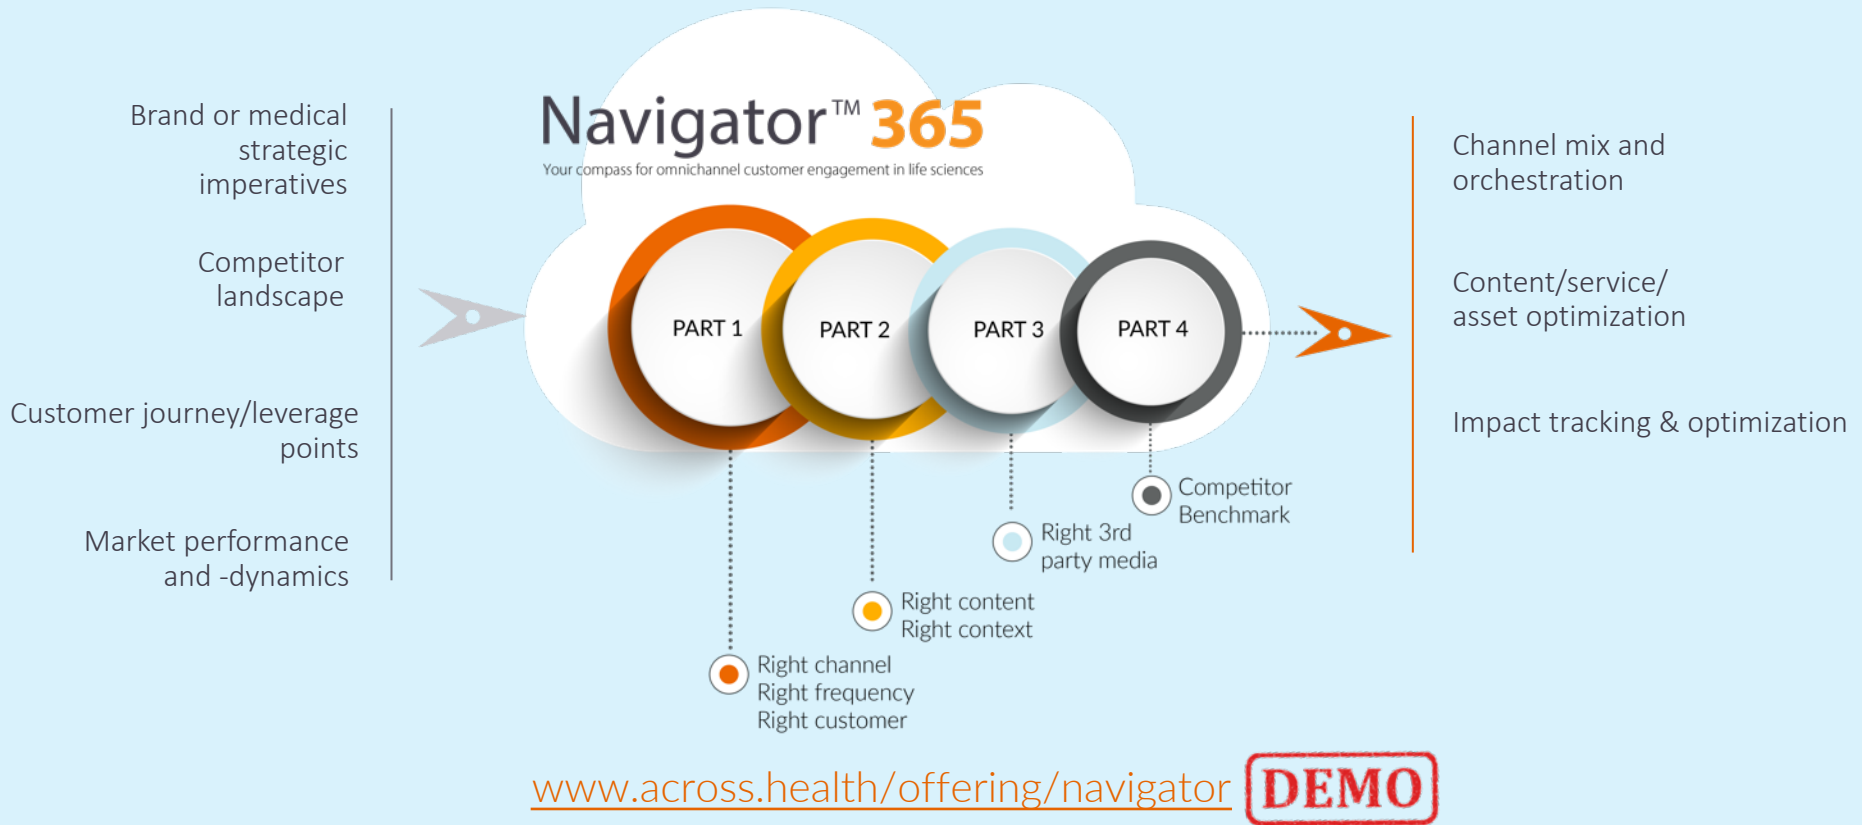 Navigator™ 365
Your compass for omnichannel customer engagement in life sciences
Brand or medical
strategic
imperatives
Competitor
landscape
Customer journey/leverage
points
Market performance
and -dynamics
PART 1
PART 2
PART 3
PART 4
Right channel
Right frequency
Right customer
Right content
Right context
Right 3rd
party media
Competitor
Benchmark
Channel mix and
orchestration
Content/service/
asset optimization
Impact tracking & optimization
www.across.health/offering/navigator
DEMO